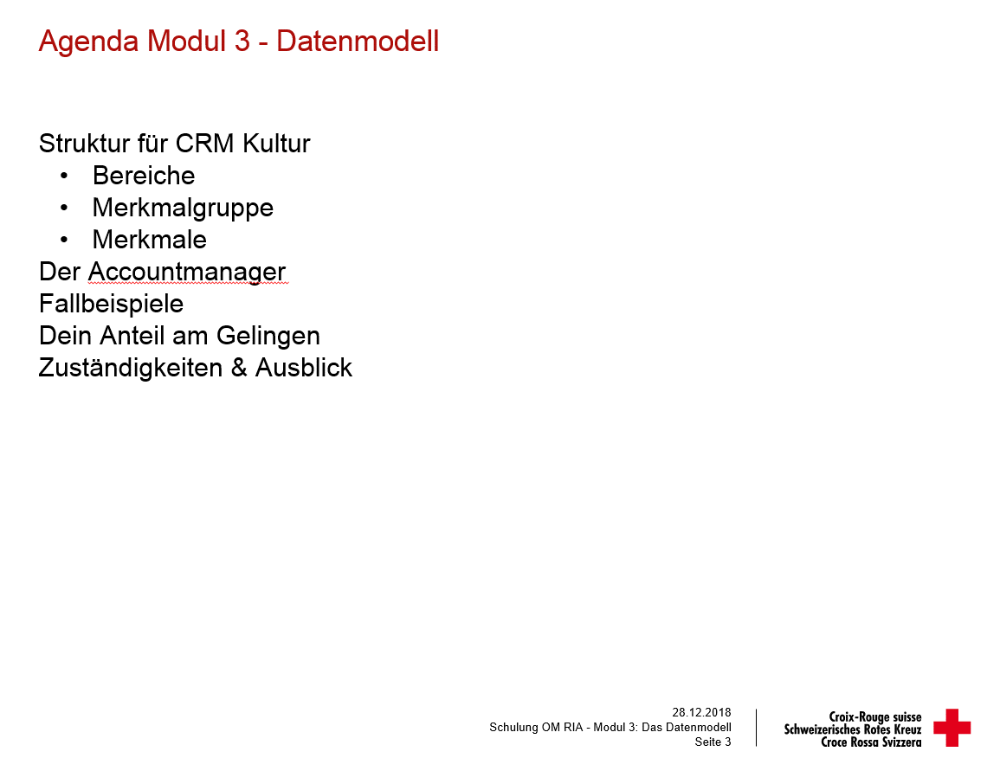 Agenda Modul 3 - Datenmodell
Struktur für CRM Kultur
• Bereiche
• Merkmalgruppe
• Merkmale
Der Accountmanager
Fallbeispiele
Dein Anteil am Gelingen
Zuständigkeiten & Ausblick
28.12.2018
Schulung OM RIA - Modul 3: Das Datenmodell
Seite 3
Croix-Rouge suisse
Schweizerisches Rotes Kreuz
Croce Rossa Svizzera